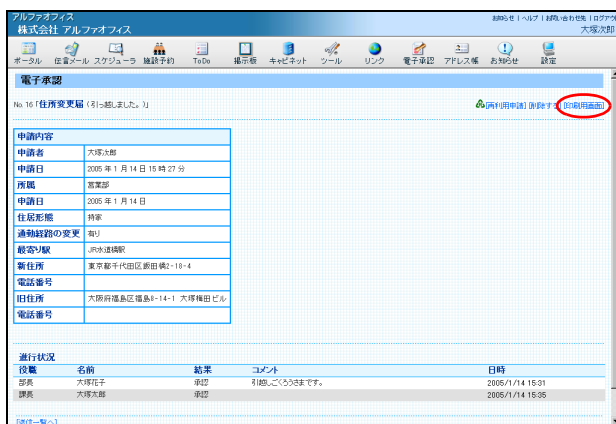 アルファオフィス
お知らせ | ヘルプ | お問い合わせ先 | ログアウ
株式会社 アルファオフィス
大塚次郎
ポータル 伝言メール スケジューラ 施設予約 ToDo 掲示板 キャビネット ツール リンク 電子承認 アドレス帳 お知らせ 設定
電子承認
No. 16「住所変更届 (引っ越しました。)」
[再利用申請] [削除する] [印刷用画面]
申請内容
申請者 大塚次郎
申請日 2005 年 1 月 14 日 15 時 27 分
所属 営業部
申請日 2005 年 1 月 14 日
住居形態 持家
通勤経路の変更 有り
最寄り駅 JR水道橋駅
新住所 東京都千代田区飯田橋2-18-4
電話番号
旧住所 大阪府福島区福島8-14-1 大塚梅田ビル
電話番号
進行状況
役職 名前 結果 コメント 日時
部長 大塚花子 承認 引越しごくろうさまです。 2005/1/14 15:31
課長 大塚太郎 承認 2005/1/14 15:35
[送信一覧へ]